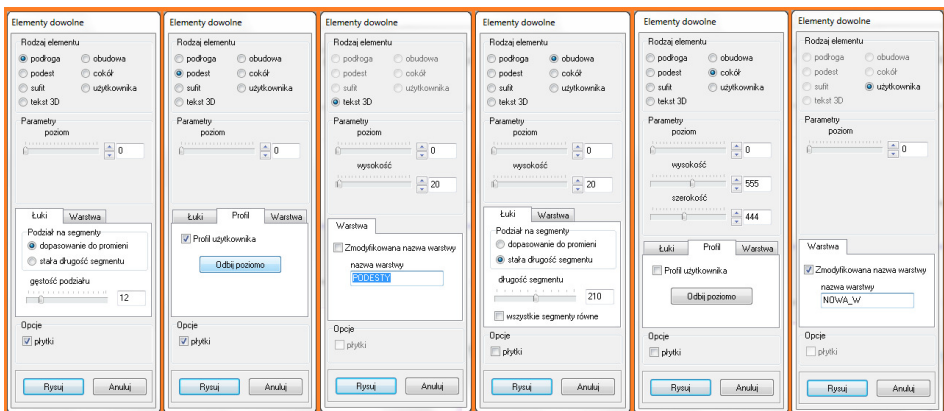 Elementy dowolne
Rodzaj elementu
podłoga obudowa
podest cokół
sufit użytkownika
tekst 3D
Parametry
poziom
0
Łuki Warstwa
Podział na segmenty
dopasowanie do promieni
stała długość segmentu
gęstość podziału
12
Opcje
płytki
Rysuj Anuluj
Elementy dowolne
Rodzaj elementu
podłoga obudowa
podest cokół
sufit użytkownika
tekst 3D
Parametry
poziom
0
Łuki Profil Warstwa
Profil użytkownika
Odbij poziomo
Opcje
płytki
Rysuj Anuluj
Elementy dowolne
Rodzaj elementu
podłoga obudowa
podest cokół
sufit użytkownika
tekst 3D
Parametry
poziom
0
wysokość
20
Warstwa
Zmodyfikowana nazwa warstwy
nazwa warstwy
PODESTY
Opcje
płytki
Rysuj Anuluj
Elementy dowolne
Rodzaj elementu
podłoga obudowa
podest cokół
sufit użytkownika
tekst 3D
Parametry
poziom
0
wysokość
20
Łuki Warstwa
Podział na segmenty
dopasowanie do promieni
stała długość segmentu
długość segmentu
210
wszystkie segmenty równe
Opcje
płytki
Rysuj Anuluj
Elementy dowolne
Rodzaj elementu
podłoga obudowa
podest cokół
sufit użytkownika
tekst 3D
Parametry
poziom
0
wysokość
555
szerokość
444
Łuki Profil Warstwa
Profil użytkownika
Odbij poziomo
Opcje
płytki
Rysuj Anuluj
Elementy dowolne
Rodzaj elementu
podłoga obudowa
podest cokół
sufit użytkownika
tekst 3D
Parametry
poziom
0
Warstwa
Zmodyfikowana nazwa warstwy
nazwa warstwy
NOWA_W
Opcje
płytki
Rysuj Anuluj